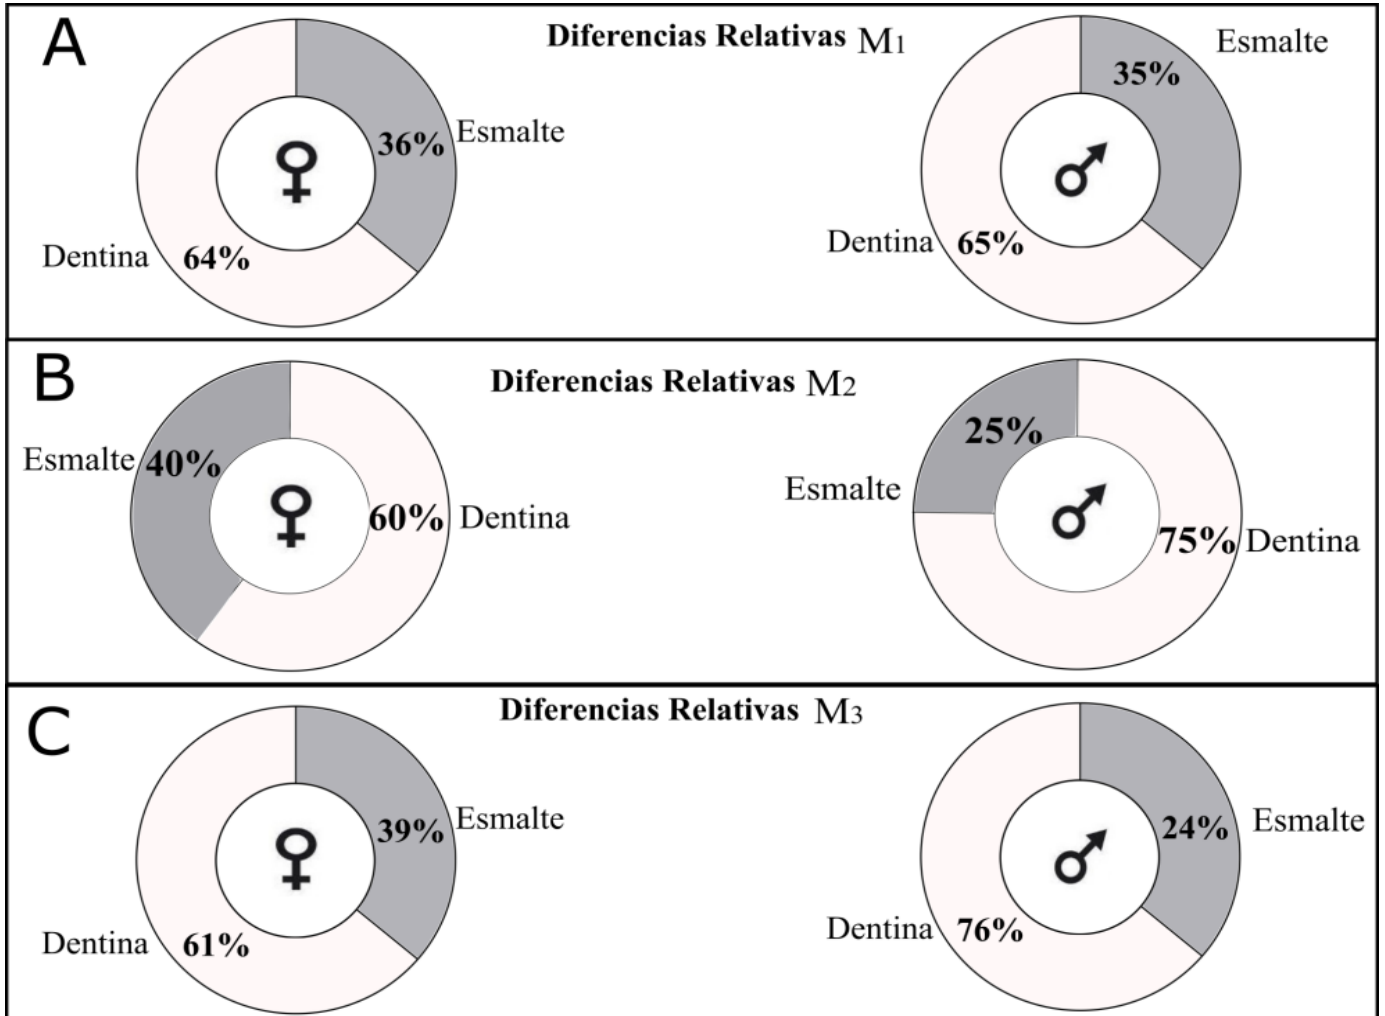 A
Diferencias Relativas M1
Esmalte
35%
36%
Esmalte
Dentina
64%
Dentina
65%
B
Diferencias Relativas M2
Esmalte
40%
60%
Dentina
25%
Esmalte
75%
Dentina
C
Diferencias Relativas M3
39%
Esmalte
24%
Esmalte
Dentina
61%
Dentina
76%